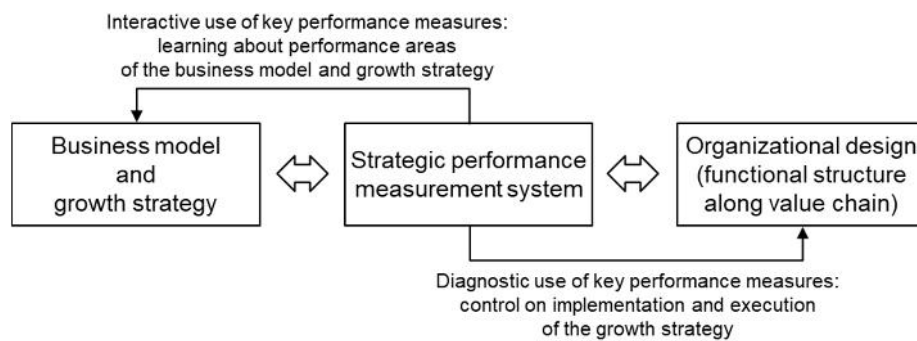 Interactive use of key performance measures:
learning about performance areas
of the business model and growth strategy
Business model
and
growth strategy
Strategic performance
measurement system
Organizational design
(functional structure
along value chain)
Diagnostic use of key performance measures:
control on implementation and execution
of the growth strategy